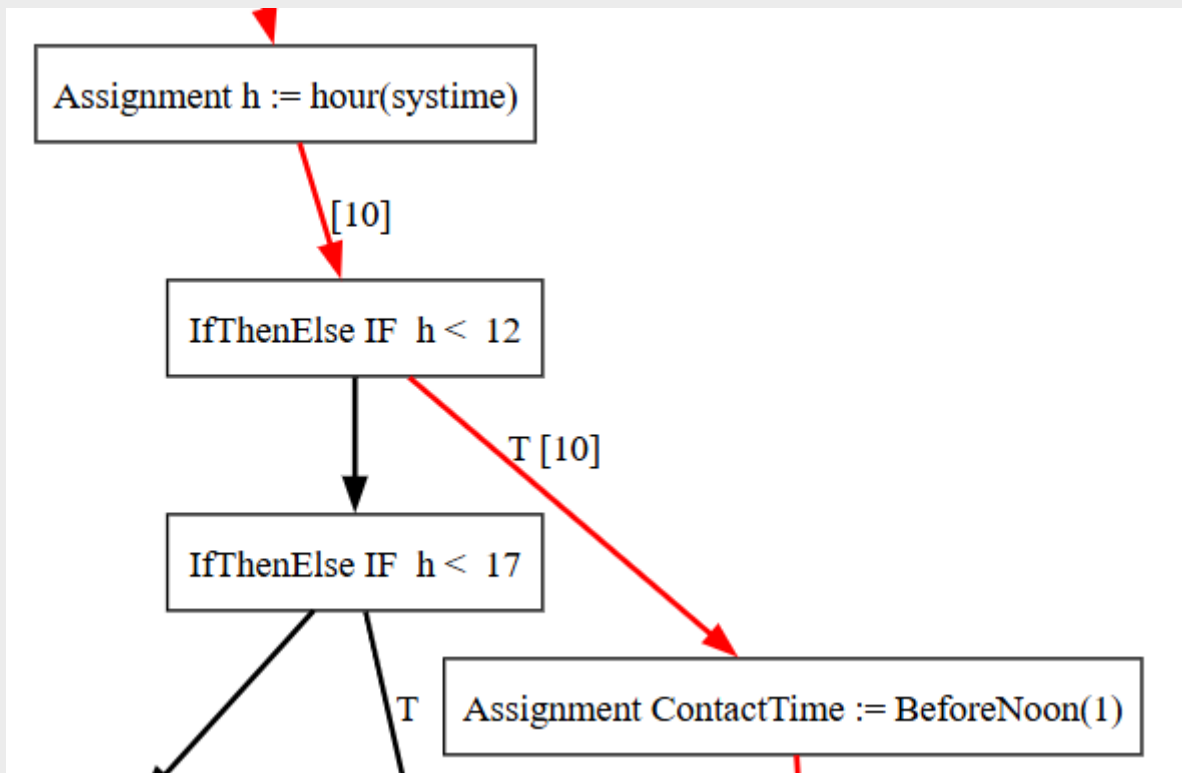 Assignment h := hour(systime)
[10]
IfThenElse IF  h <  12
T [10]
IfThenElse IF  h <  17
T
Assignment ContactTime := BeforeNoon(1)